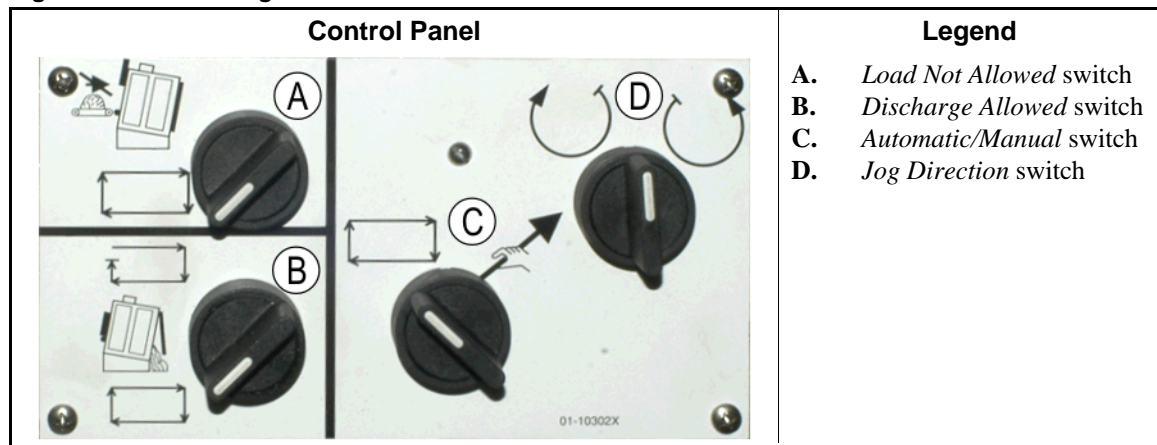 Control Panel
Legend
A
B
C
D
01-10302X
A. Load Not Allowed switch
B. Discharge Allowed switch
C. Automatic/Manual switch
D. Jog Direction switch